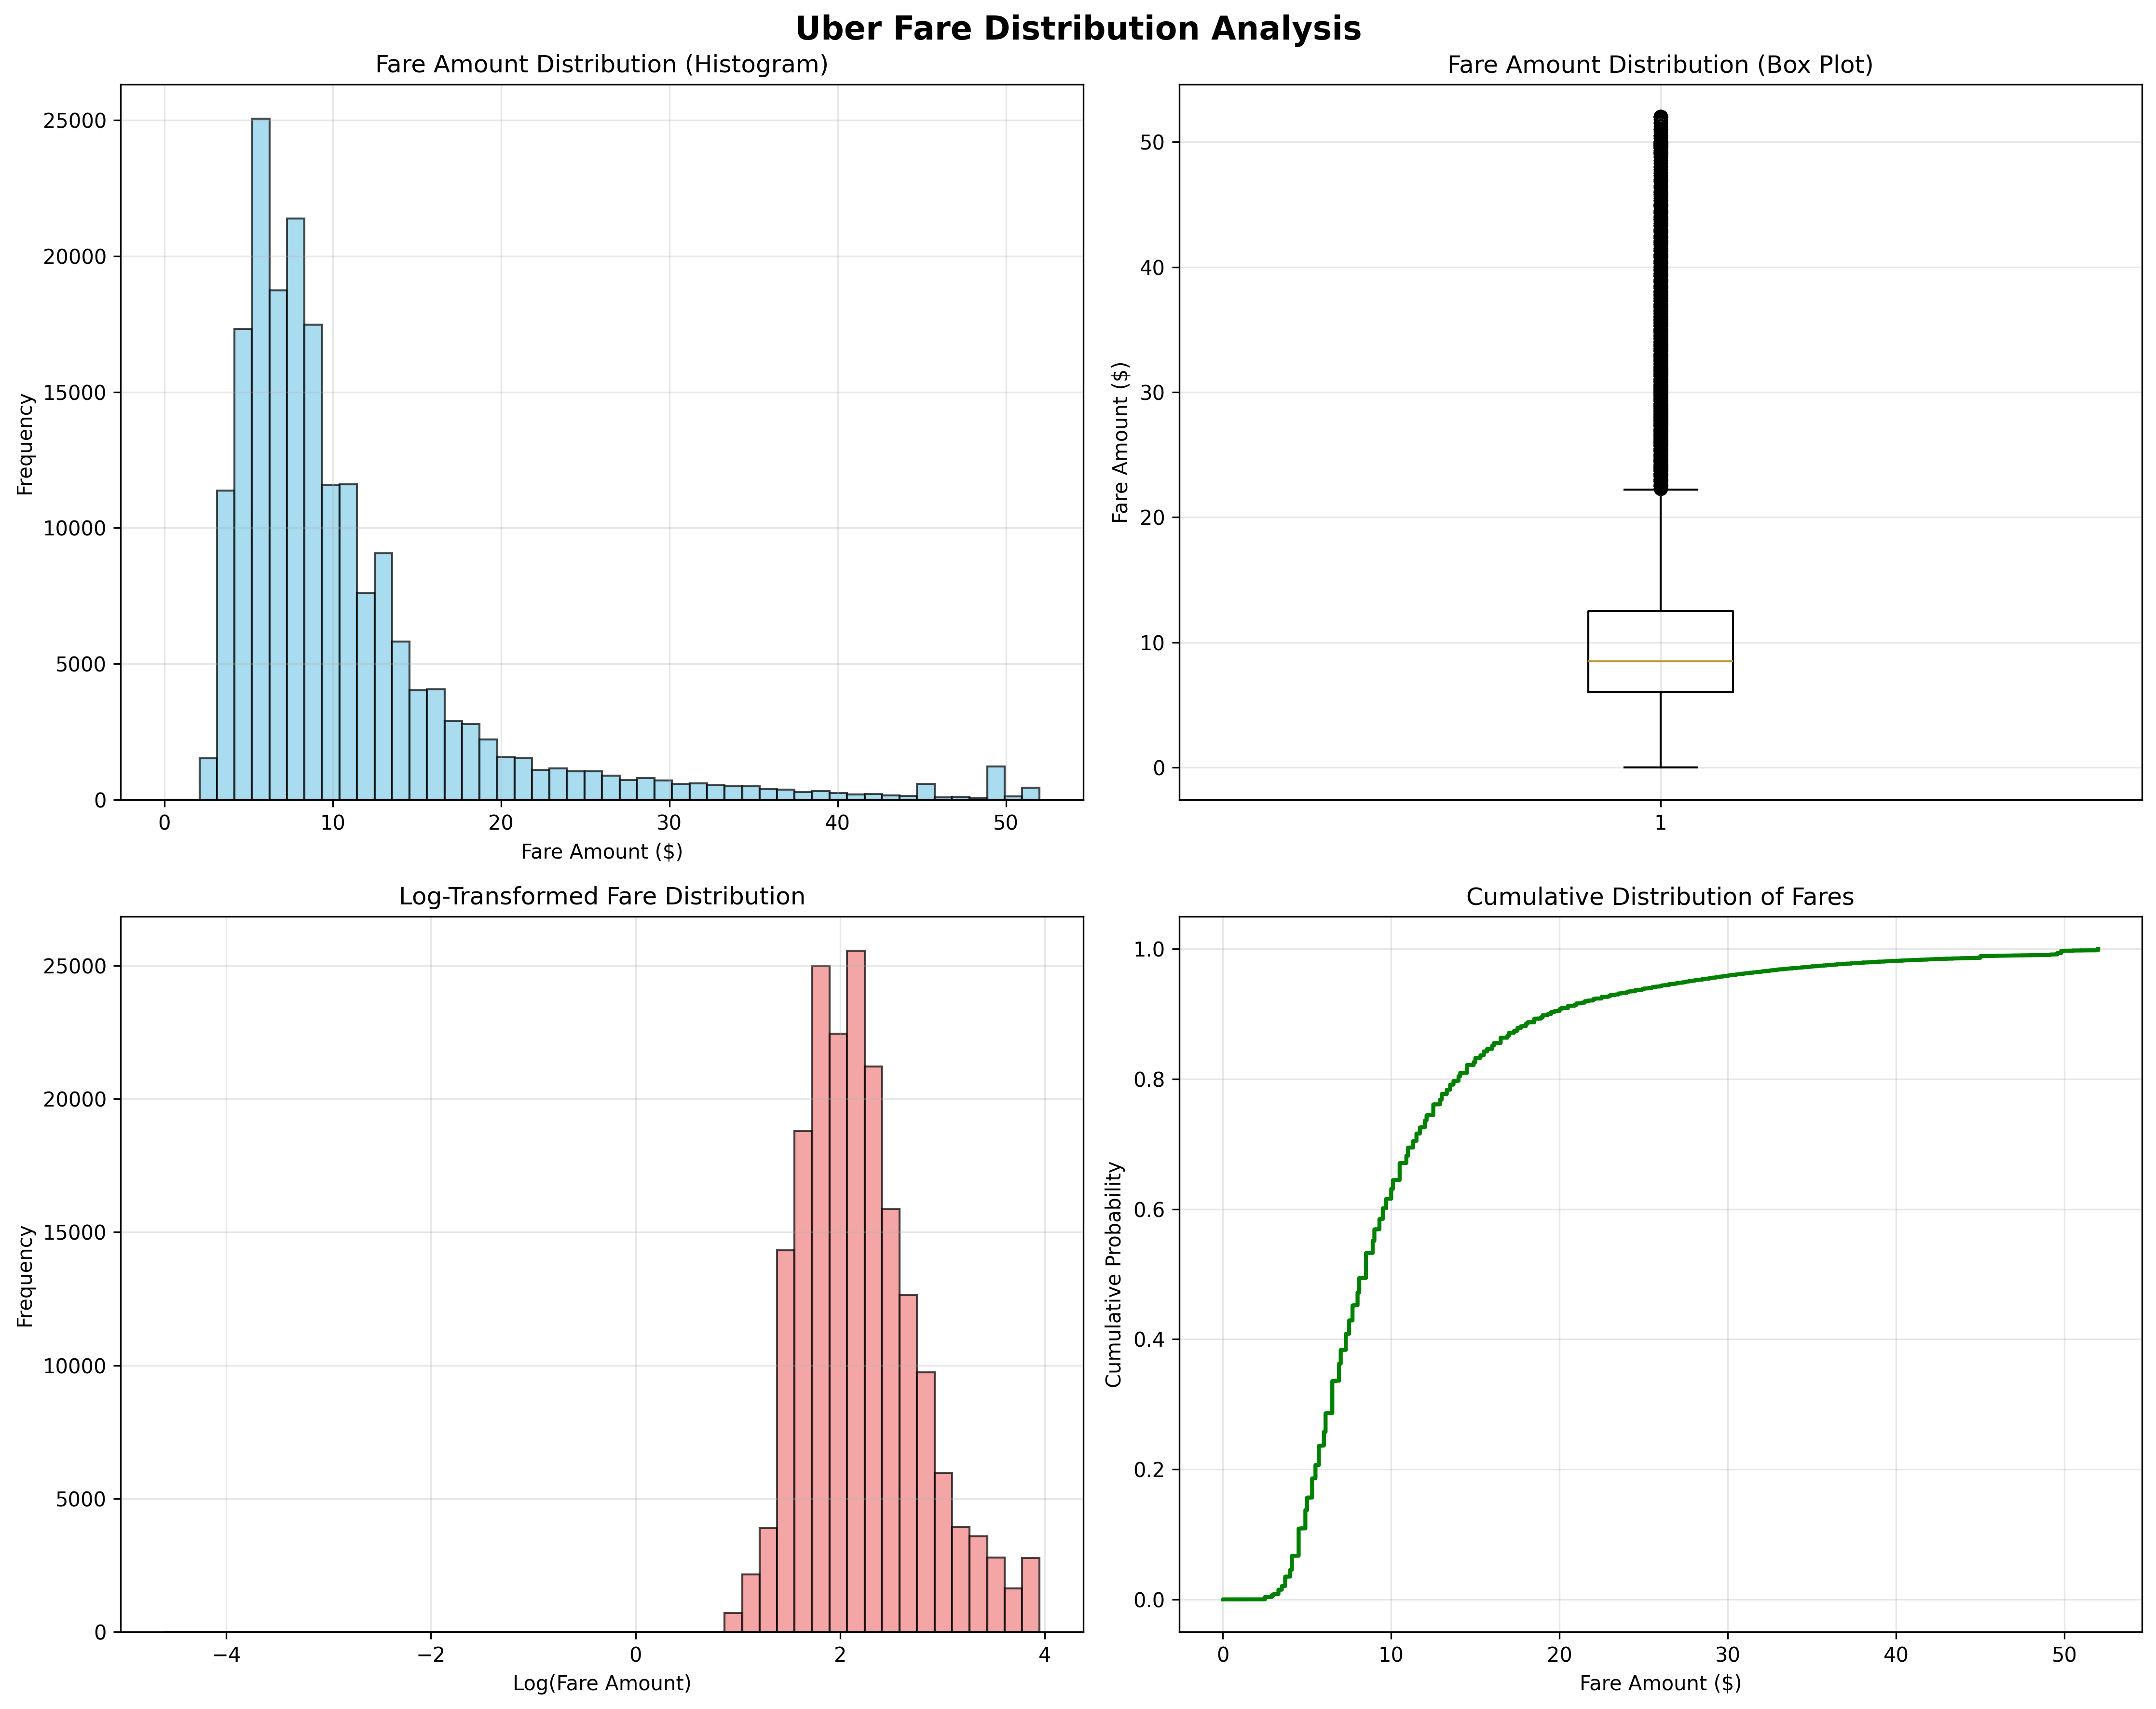 Uber Fare Distribution Analysis
Fare Amount Distribution (Histogram)
25000
20000
15000
10000
5000
0
Frequency
0 10 20 30 40 50
Fare Amount ($)
Fare Amount Distribution (Box Plot)
50
40
30
20
10
0
Fare Amount ($)
1
Log-Transformed Fare Distribution
25000
20000
15000
10000
5000
0
Frequency
−4 −2 0 2 4
Log(Fare Amount)
Cumulative Distribution of Fares
1.0
0.8
0.6
0.4
0.2
0.0
Cumulative Probability
0 10 20 30 40 50
Fare Amount ($)